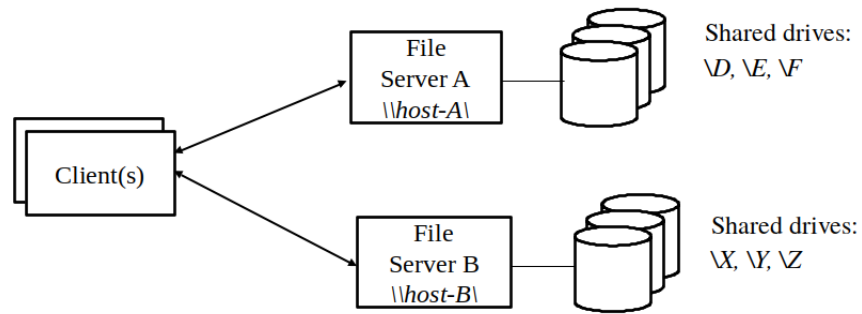 File
Server A
\\host-A\
Shared drives:
\D, \E, \F
Client(s)
File
Server B
\\host-B\
Shared drives:
\X, \Y, \Z